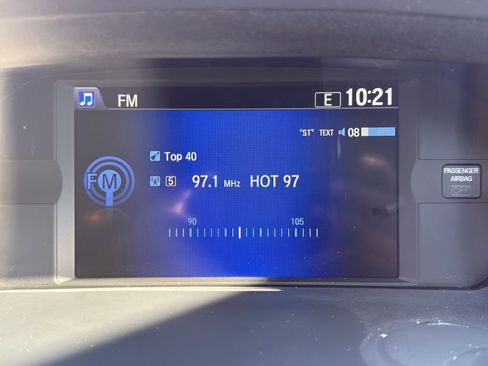 FM E 10:21
"ST" TEXT 08
Top 40
FM
5 97.1 MHz HOT 97
90 105
PASSENGER
AIRBAG
OFF